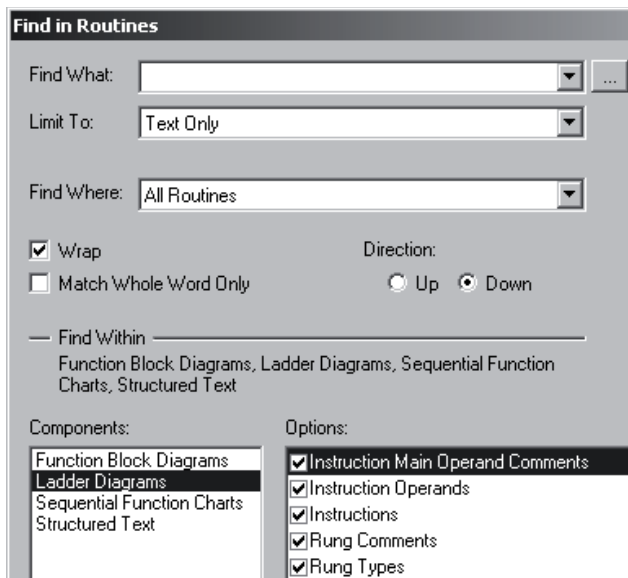 Find in Routines
Find What:
...
Limit To: Text Only
Find Where: All Routines
Wrap Direction:
Match Whole Word Only Up Down
Find Within
Function Block Diagrams, Ladder Diagrams, Sequential Function
Charts, Structured Text
Components: Options:
Function Block Diagrams
Ladder Diagrams
Sequential Function Charts
Structured Text
Instruction Main Operand Comments
Instruction Operands
Instructions
Rung Comments
Rung Types